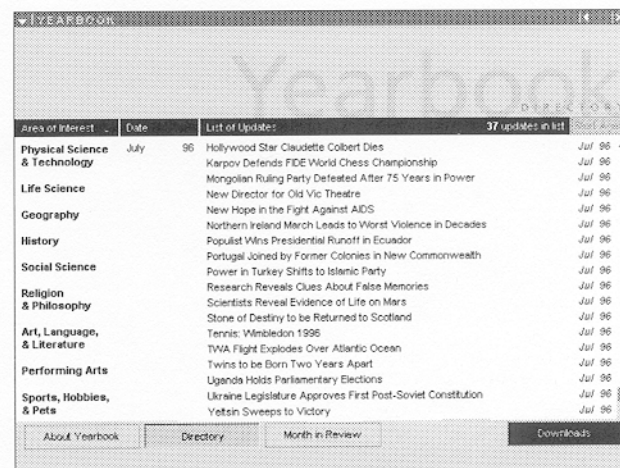 YEARBOOK
Yearbook
DIRECTORY
Area of Interest Date List of Updates 37 updates in list
Physical Science & Technology
Life Science
Geography
History
Social Science
Religion & Philosophy
Art, Language, & Literature
Performing Arts
Sports, Hobbies, & Pets
July 96
Hollywood Star Claudette Colbert Dies Jul 96
Karpov Defends FIDE World Chess Championship Jul 96
Mongolian Ruling Party Defeated After 75 Years in Power Jul 96
New Director for Old Vic Theatre Jul 96
New Hope in the Fight Against AIDS Jul 96
Northern Ireland March Leads to Worst Violence in Decades Jul 96
Populist Wins Presidential Runoff in Ecuador Jul 96
Portugal Joined by Former Colonies in New Commonwealth Jul 96
Power in Turkey Shifts to Islamic Party Jul 96
Research Reveals Clues About False Memories Jul 96
Scientists Reveal Evidence of Life on Mars Jul 96
Stone of Destiny to be Returned to Scotland Jul 96
Tennis: Wimbledon 1996 Jul 96
TWA Flight Explodes Over Atlantic Ocean Jul 96
Twins to be Born Two Years Apart Jul 96
Uganda Holds Parliamentary Elections Jul 96
Ukraine Legislature Approves First Post-Soviet Constitution Jul 96
Yeltsin Sweeps to Victory Jul 96
About Yearbook Directory Month in Review Downloads